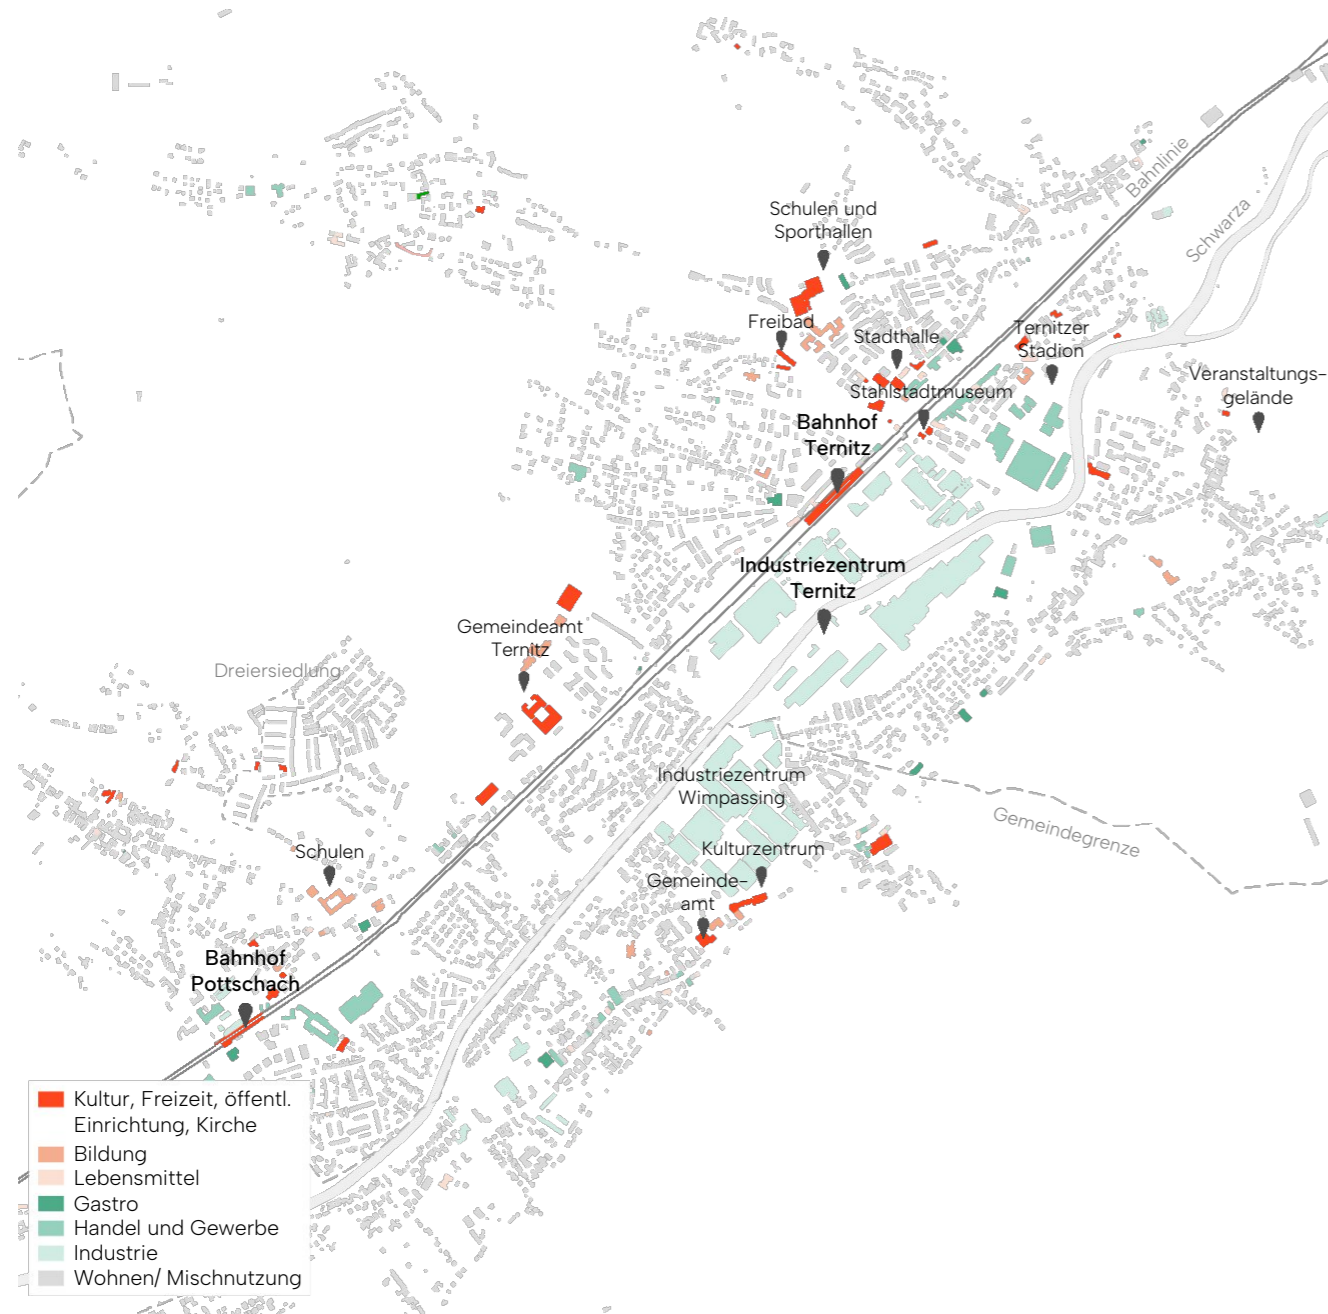 Bahnlinie
Schwarza
Schulen und
Sporthallen
Freibad
Stadthalle
Ternitzer
Stadion
Stahlstadtmuseum
Veranstaltungs-
gelände
Bahnhof
Ternitz
Industriezentrum
Ternitz
Gemeindeamt
Ternitz
Dreiersiedlung
Industriezentrum
Wimpassing
Gemeindegrenze
Kulturzentrum
Schulen
Gemeinde-
amt
Bahnhof
Pottschach
Kultur, Freizeit, öffentl.
Einrichtung, Kirche
Bildung
Lebensmittel
Gastro
Handel und Gewerbe
Industrie
Wohnen/ Mischnutzung